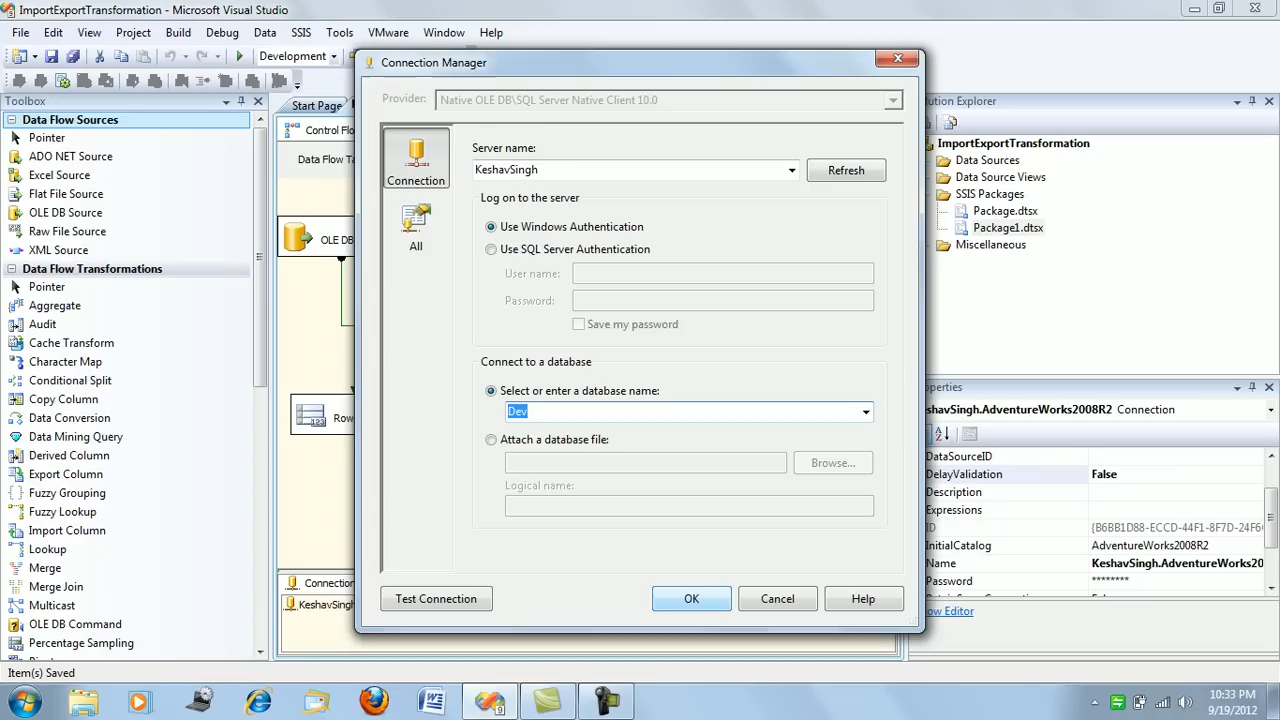 ImportExportTransformation - Microsoft Visual Studio
File Edit View Project Build Debug Data SSIS Tools VMware Window Help
Development
Toolbox
Data Flow Sources
Pointer
ADO NET Source
Excel Source
Flat File Source
OLE DB Source
Raw File Source
XML Source
Data Flow Transformations
Pointer
Aggregate
Audit
Cache Transform
Character Map
Conditional Split
Copy Column
Data Conversion
Data Mining Query
Derived Column
Export Column
Fuzzy Grouping
Fuzzy Lookup
Import Column
Lookup
Merge
Merge Join
Multicast
OLE DB Command
Percentage Sampling
Start Page
Control Flo
Data Flow Ta
OLE DB
Row
Connection
KeshavSingh
Connection Manager
Provider: Native OLE DB\SQL Server Native Client 10.0
Connection
All
Server name:
KeshavSingh
Refresh
Log on to the server
Use Windows Authentication
Use SQL Server Authentication
User name:
Password:
Save my password
Connect to a database
Select or enter a database name:
Dev
Attach a database file:
Browse...
Logical name:
Test Connection
OK
Cancel
Help
lution Explorer
ImportExportTransformation
Data Sources
Data Source Views
SSIS Packages
Package.dtsx
Package1.dtsx
Miscellaneous
operties
shavSingh.AdventureWorks2008R2 Connection
DataSourceID
DelayValidation False
Description
Expressions
ID {B6BB1D88-ECCD-44F1-8F7D-24F6
InitialCatalog AdventureWorks2008R2
Name KeshavSingh.AdventureWorks20
Password ********
ow Editor
Item(s) Saved
10:33 PM
9/19/2012